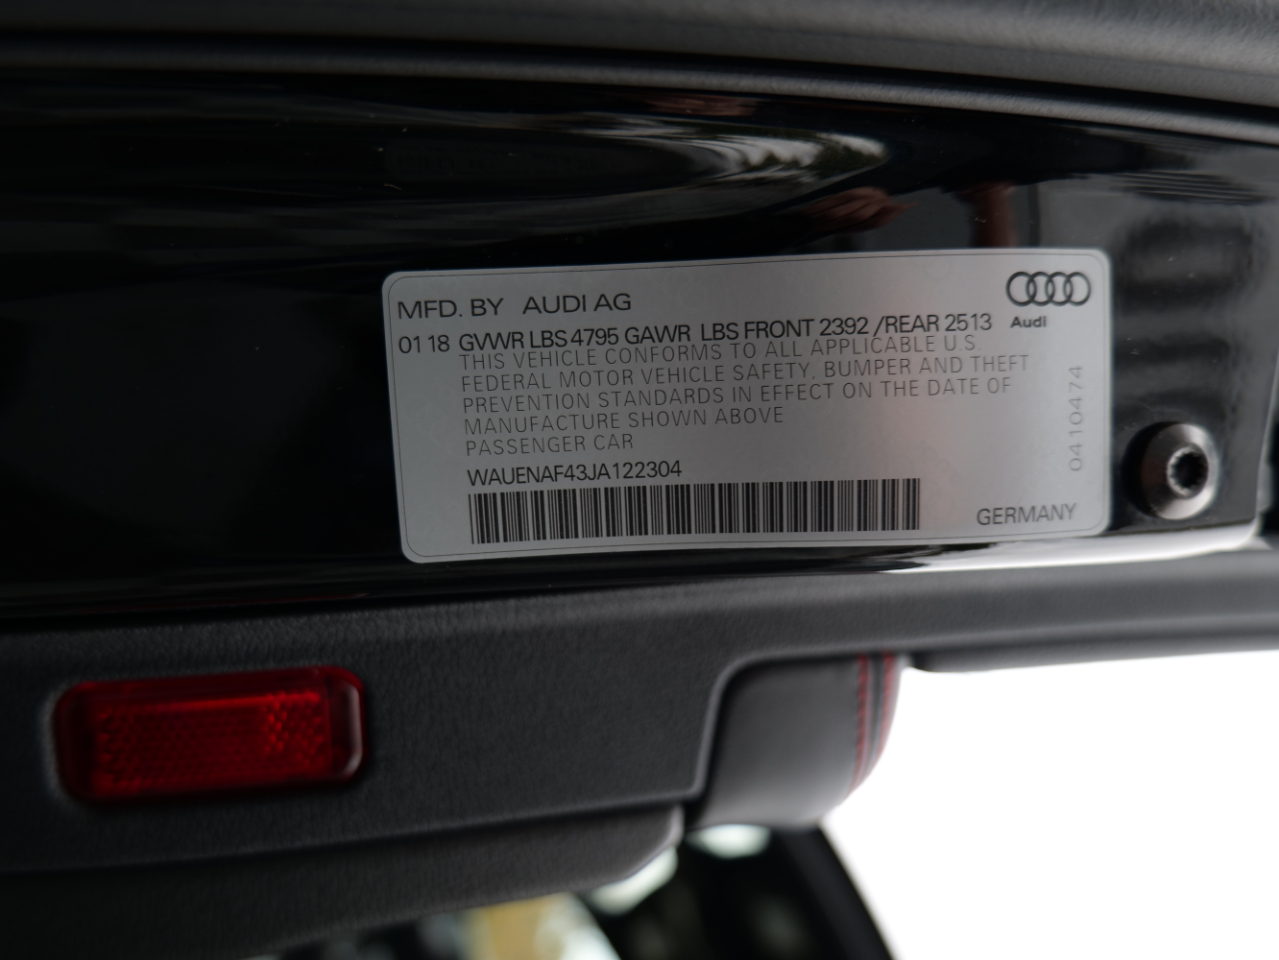 MFD. BY AUDI AG
Audi
01 18 GVWR LBS 4795 GAWR LBS FRONT 2392 /REAR 2513
THIS VEHICLE CONFORMS TO ALL APPLICABLE U.S.
FEDERAL MOTOR VEHICLE SAFETY, BUMPER AND THEFT
PREVENTION STANDARDS IN EFFECT ON THE DATE OF
MANUFACTURE SHOWN ABOVE
PASSENGER CAR
WAUENAF43JA122304
0410474
GERMANY